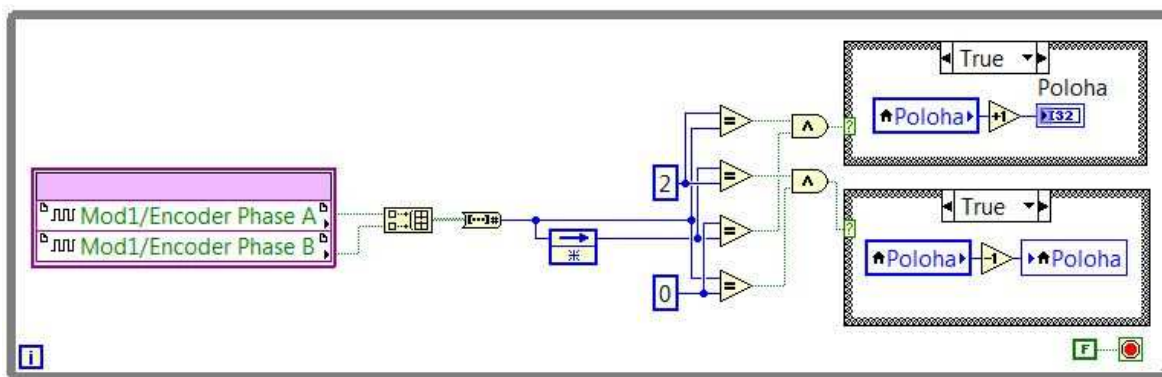 True
Poloha
Poloha
+1
I32
Mod1/Encoder Phase A
Mod1/Encoder Phase B
2
0
=
=
=
=
∧
∧
#
True
Poloha
-1
Poloha
i
F
?
?